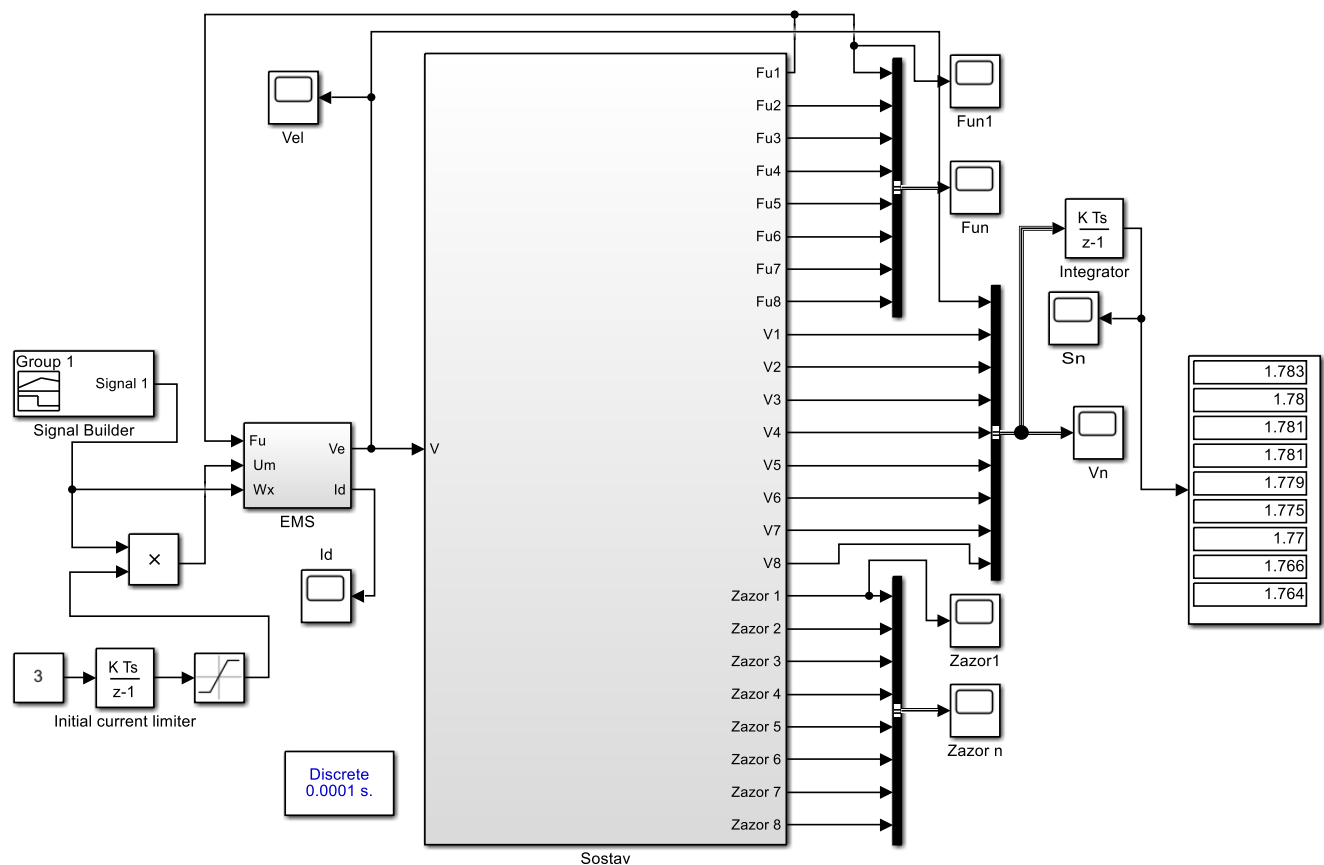 Fu1
Fu2
Fu3
Fu4
Fu5
Fu6
Fu7
Fu8
V1
V2
V3
V4
V5
V6
V7
V8
Zazor 1
Zazor 2
Zazor 3
Zazor 4
Zazor 5
Zazor 6
Zazor 7
Zazor 8
V
Sostav
Vel
Group 1
Signal 1
Signal Builder
Fu
Um
Wx
Ve
Id
EMS
×
Id
3
K Ts
z-1
Initial current limiter
Discrete
0.0001 s.
Fun1
Fun
K Ts
z-1
Integrator
Sn
Vn
Zazor1
Zazor n
1.783
1.78
1.781
1.781
1.779
1.775
1.77
1.766
1.764